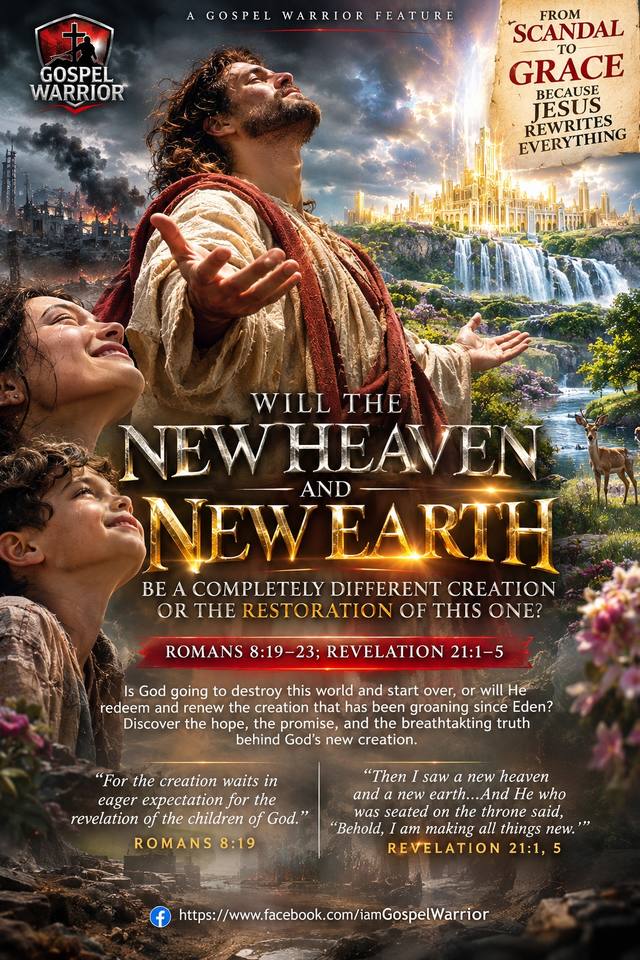 A GOSPEL WARRIOR FEATURE
GOSPEL
WARRIOR
FROM
SCANDAL
TO
GRACE
BECAUSE
JESUS
REWRITES
EVERYTHING
WILL THE
NEW HEAVEN
AND
NEW EARTH
BE A COMPLETELY DIFFERENT CREATION
OR THE RESTORATION OF THIS ONE?
ROMANS 8:19–23; REVELATION 21:1–5
Is God going to destroy this world and start over, or will He
redeem and renew the creation that has been groaning since Eden?
Discover the hope, the promise, and the breathtaking truth
behind God's new creation.
“For the creation waits in
eager expectation for the
revelation of the children of God.”
ROMANS 8:19
“Then I saw a new heaven
and a new earth...And He who
was seated on the throne said,
“Behold, I am making all things new.’”
REVELATION 21:1, 5
https://www.facebook.com/iamGospelWarrior